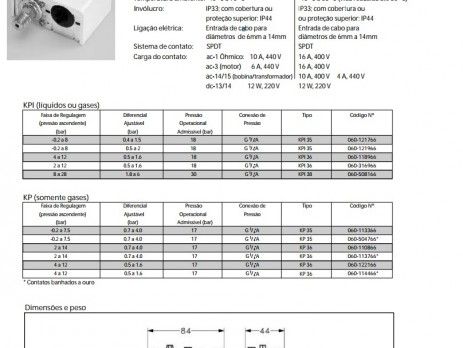 Invólucro: IP33: com cobertura ou IP33: com cobertura ou
proteção superior: IP44 ou proteção superior: IP44
Ligação elétrica: Entrada de cabo para Entrada de cabo para
diâmetros de 6mm a 14mm diâmetros de 6mm a 14mm
Sistema de contato: SPDT SPDT
Carga do contato: ac-1 Ôhmico 10 A, 440 V 16 A, 400 V
ac-3 (motor) 6 A, 440 V 16 A, 400 V
ac-14/15 (bobina/transformador) 10 A, 400 V 4 A, 440 V
dc-13/14 12 W, 220 V 12 W, 220 V
KPI (líquidos ou gases)
Faixa de Regulagem Diferencial Pressão Conexão de Tipo Código Nº
(pressão ascendente) Ajustável Operacional Pressão
(bar) (bar) Admissível (bar)
-0.2 a 8 0.4 a 1.5 18 G 1/4 A KPI 35 060-121766
-0.2 a 8 0.5 a 2 18 G 1/4 A KPI 35 060-121966
4 a 12 0.5 a 1.6 18 G 1/4 A KPI 36 060-118966
2 a 12 0.5 a 1.6 18 G 1/4 A KPI 36 060-316966
8 a 28 1.8 a 6 30 G 1/4 A KPI 38 060-508166
KP (somente gases)
Faixa de Regulagem Diferencial Pressão Conexão de Tipo Código Nº
(pressão ascendente) Ajustável Operacional Pressão
(bar) (bar) Admissível (bar)
-0.2 a 7.5 0.7 a 4.0 17 G 1/4 A KP 35 060-113366
-0.2 a 7.5 0.7 a 4.0 17 G 1/4 A KP 35 060-504766*
2 a 14 0.7 a 4.0 17 G 1/4 A KP 36 060-110866
2 a 14 0.7 a 4.0 17 G 1/4 A KP 36 060-113766*
4 a 12 0.5 a 1.6 17 G 1/4 A KP 36 060-122166
4 a 12 0.5 a 1.6 17 G 1/4 A KP 36 060-114466*
* Contatos banhados a ouro
Dimensões e peso
84 44